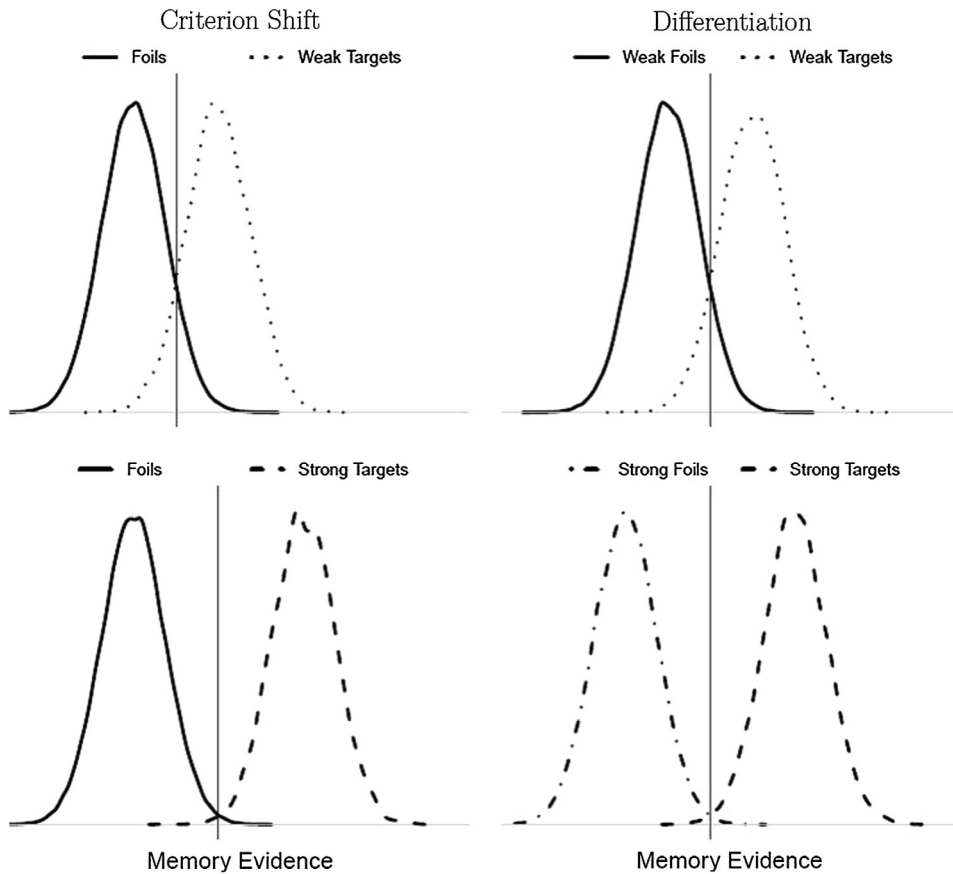 Criterion Shift
Foils
Weak Targets
Differentiation
Weak Foils
Weak Targets
Foils
Strong Targets
Strong Foils
Strong Targets
Memory Evidence
Memory Evidence